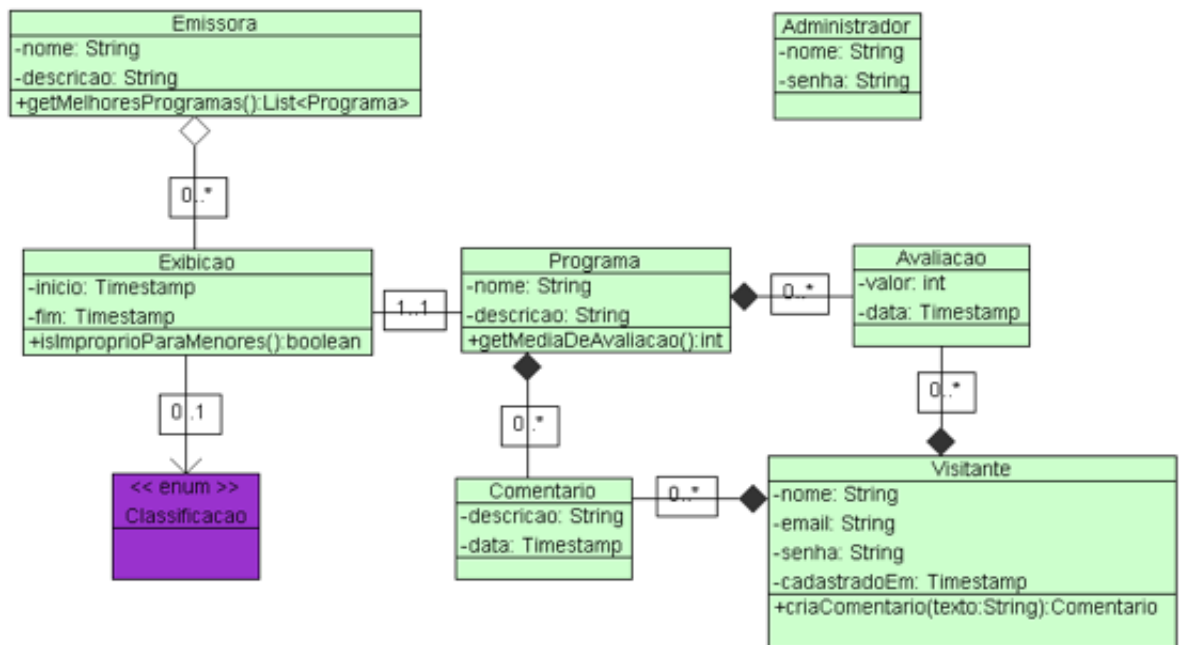 Emissora
-nome: String
-descricao: String
+getMelhoresProgramas():List<Programa>
Administrador
-nome: String
-senha: String
0..*
Exibicao
-inicio: Timestamp
-fim: Timestamp
+isImproprioParaMenores():boolean
1..1
Programa
-nome: String
-descricao: String
+getMediaDeAvaliacao():int
0..*
Avaliacao
-valor: int
-data: Timestamp
0..1
0..*
0..*
<< enum >>
Classificacao
Comentario
-descricao: String
-data: Timestamp
0..*
Visitante
-nome: String
-email: String
-senha: String
-cadastradoEm: Timestamp
+criaComentario(texto:String):Comentario